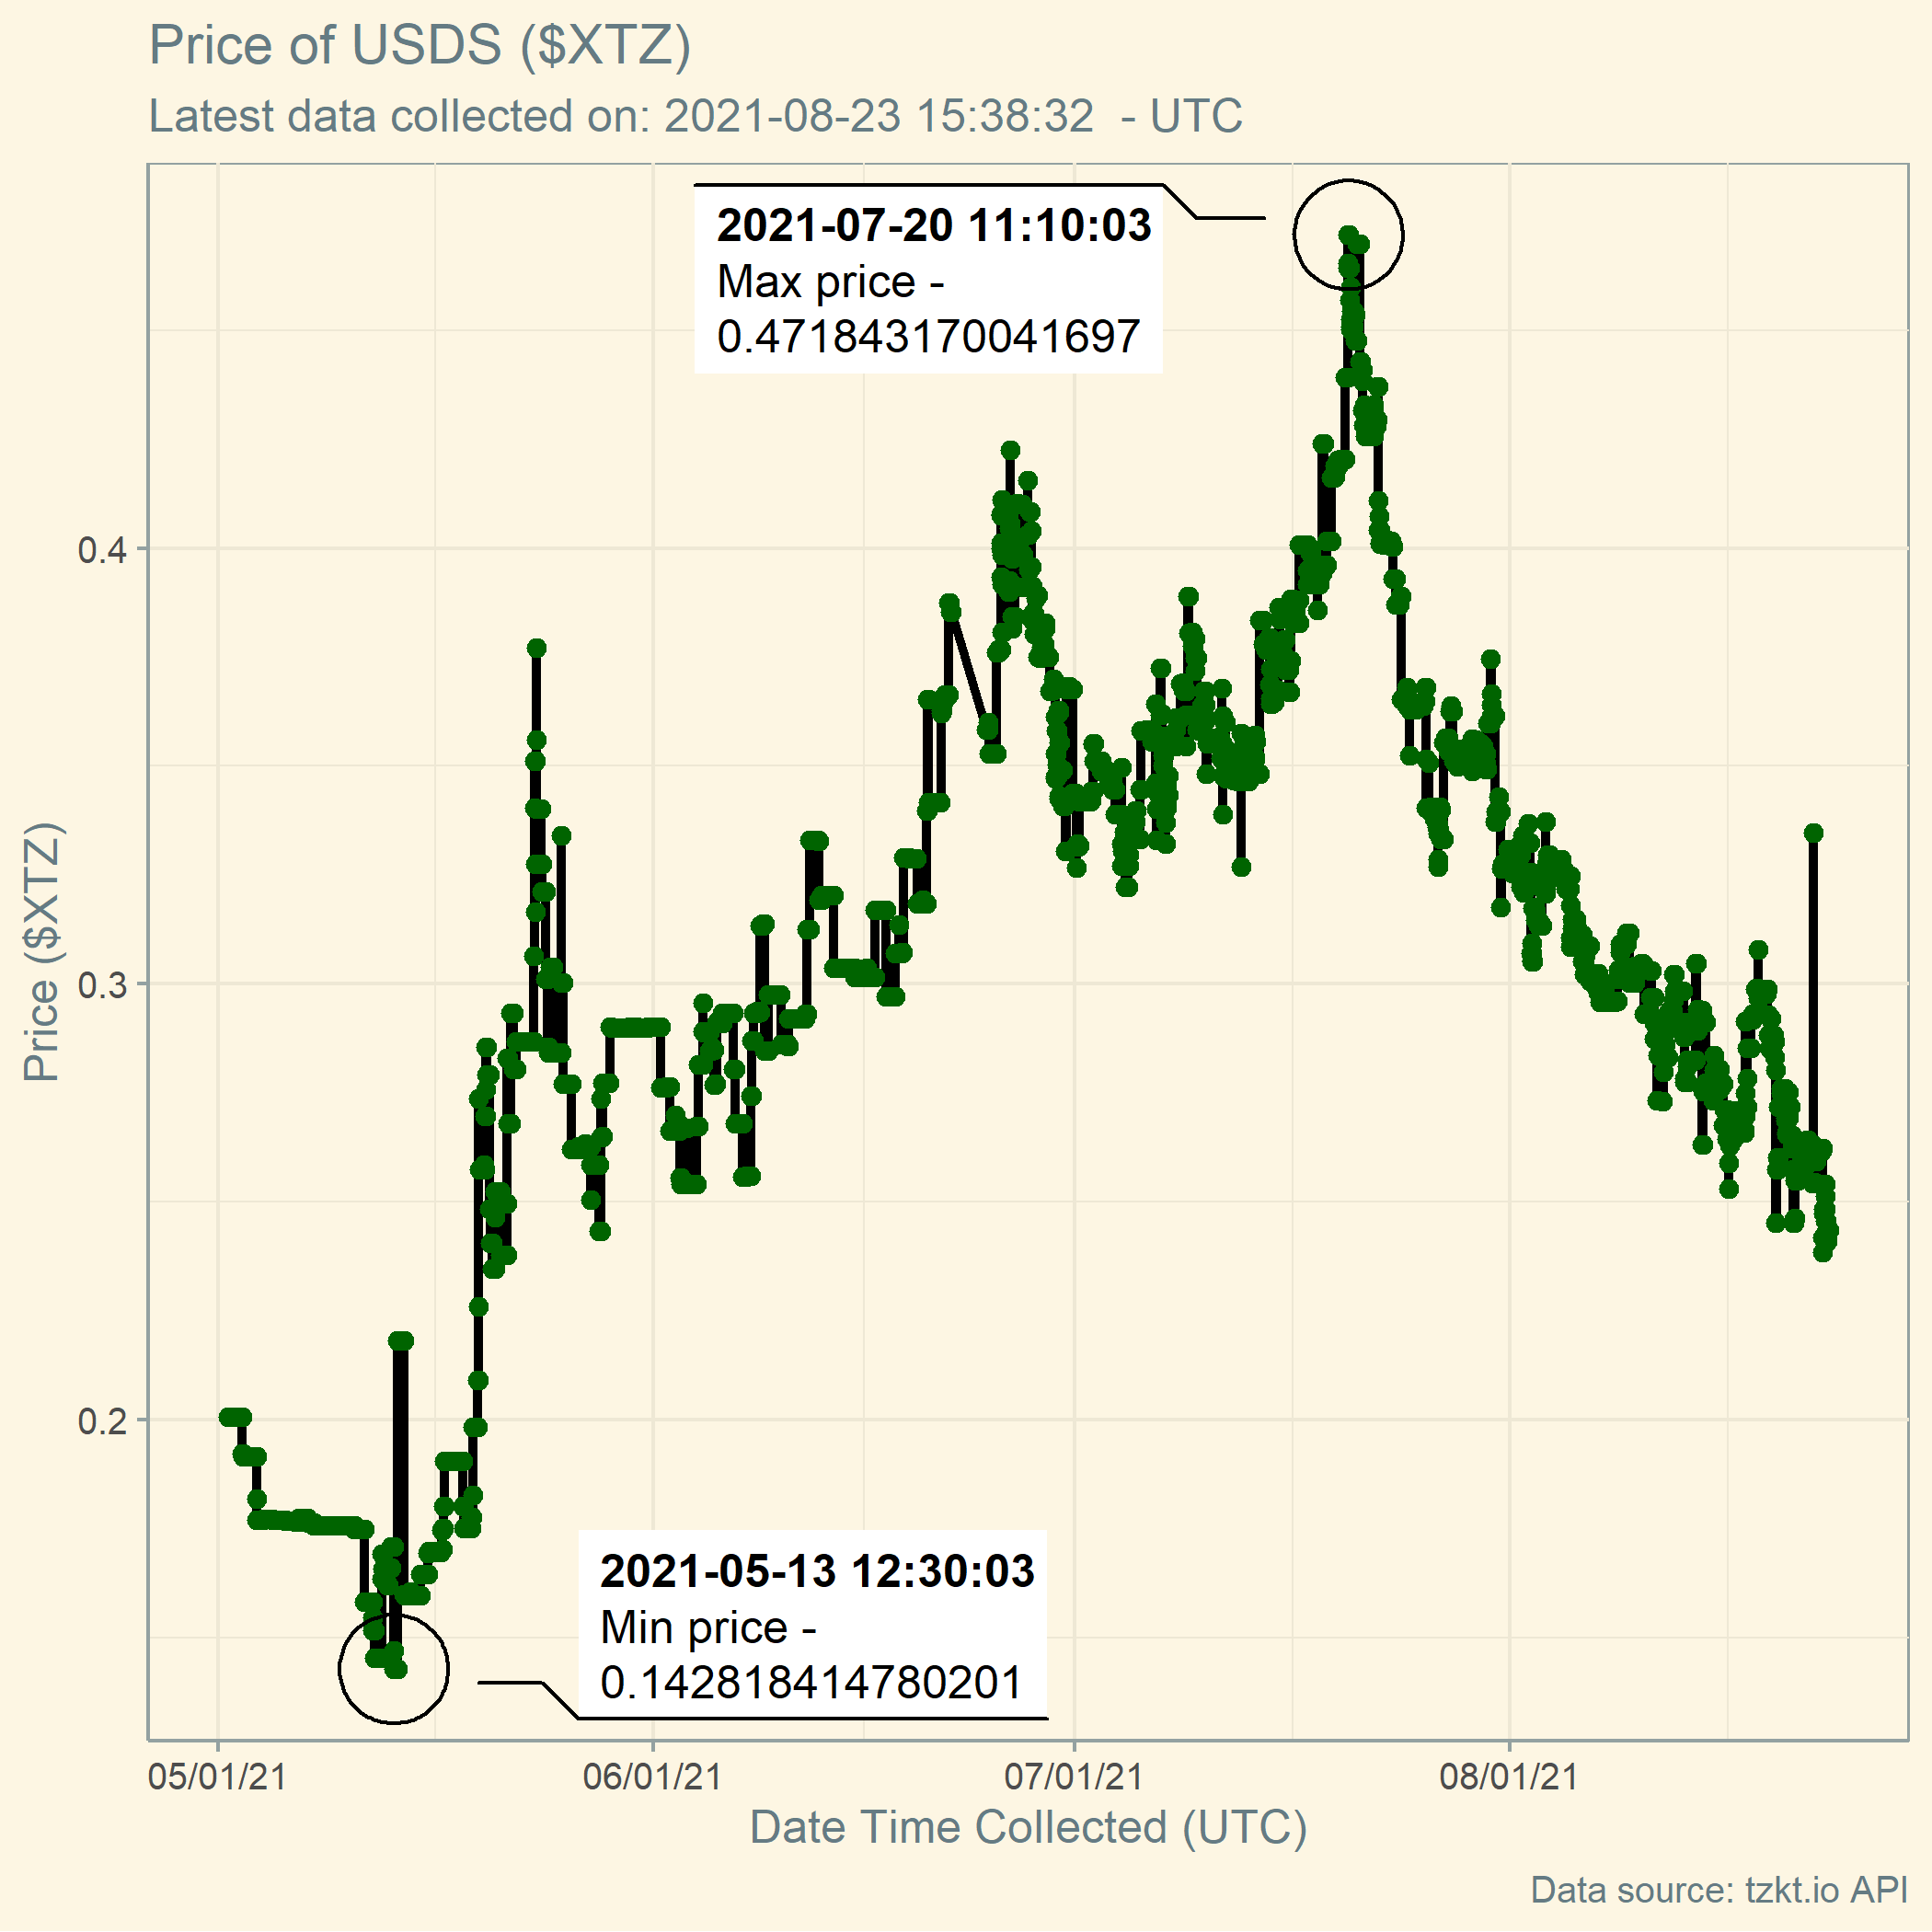 Price of USDS ($XTZ)
Latest data collected on: 2021-08-23 15:38:32  - UTC
2021-07-20 11:10:03
Max price -
0.471843170041697
0.4
0.3
0.2
Price ($XTZ)
2021-05-13 12:30:03
Min price -
0.142818414780201
05/01/21
06/01/21
07/01/21
08/01/21
Date Time Collected (UTC)
Data source: tzkt.io API